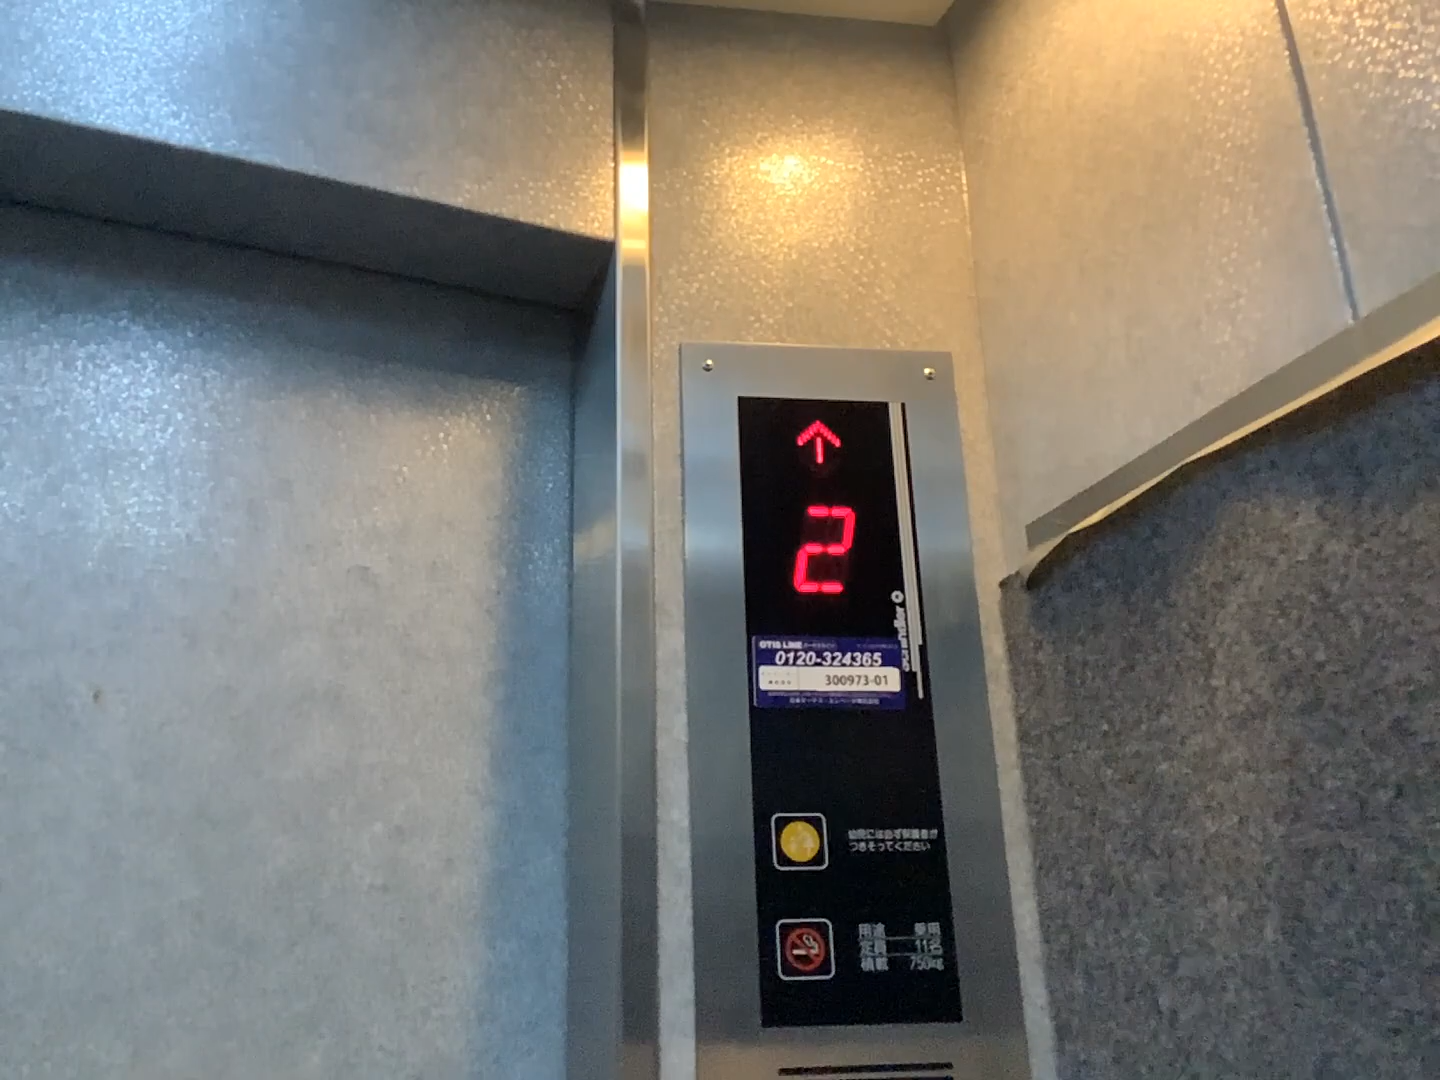 2
OTIS LINE
0120-324365
300973-01
Schindler
幼児には必ず保護者が
つきそってください
用途 乗用
定員 11名
積載 750kg